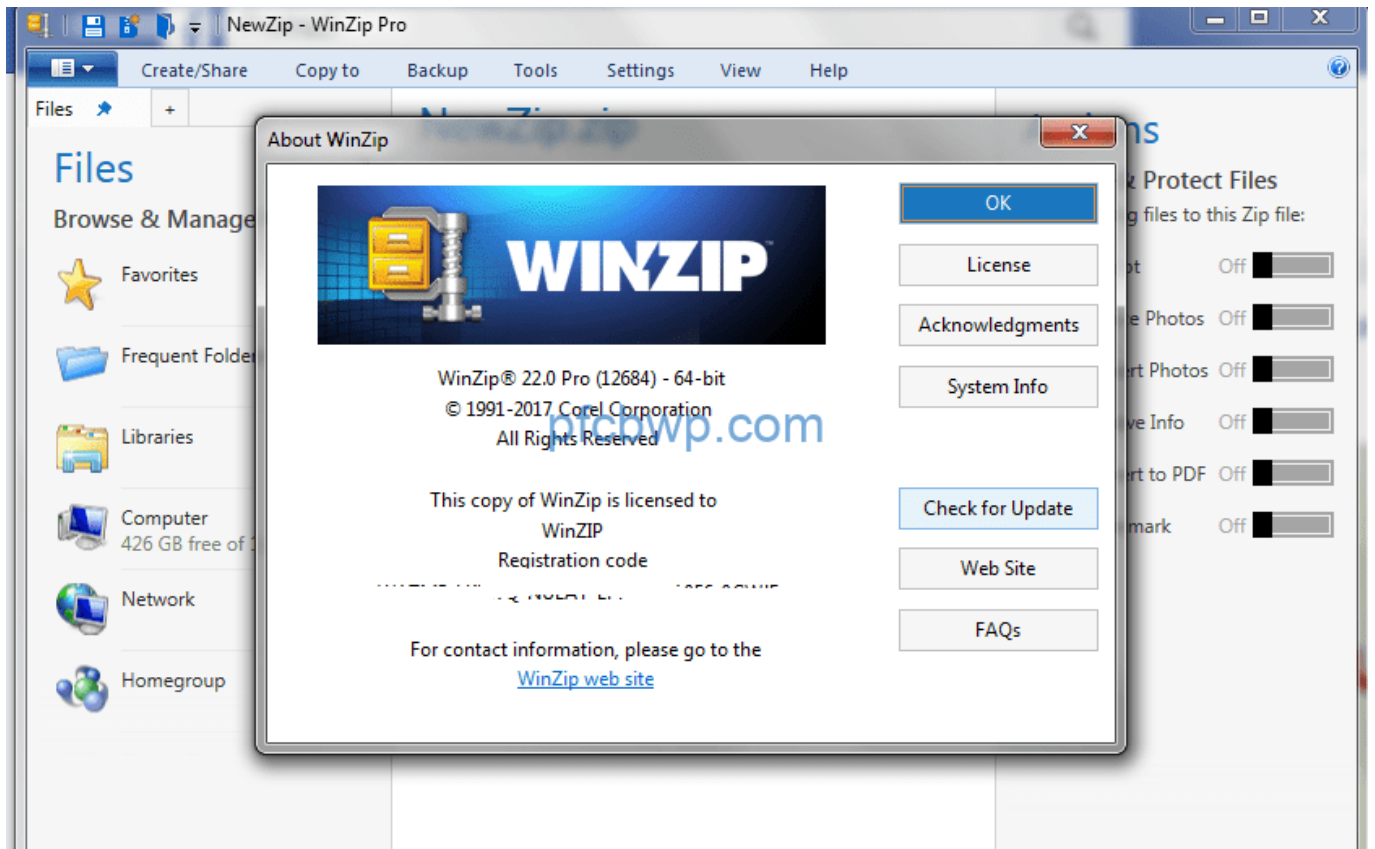 NewZip - WinZip Pro
Create/Share Copy to Backup Tools Settings View Help
Files +
NewZip.zip
Files
Browse & Manage
Favorites
Frequent Folder
Libraries
Computer
426 GB free of
Network
Homegroup
About WinZip
WINZIP
WinZip® 22.0 Pro (12684) - 64-bit
© 1991-2017 Corel Corporation
All Rights Reserved
pfcbwp.com
This copy of WinZip is licensed to
WinZIP
Registration code
For contact information, please go to the
WinZip web site
OK
License
Acknowledgments
System Info
Check for Update
Web Site
FAQs
& Protect Files
files to this Zip file:
Off
Photos Off
Photos Off
Info Off
to PDF Off
Off